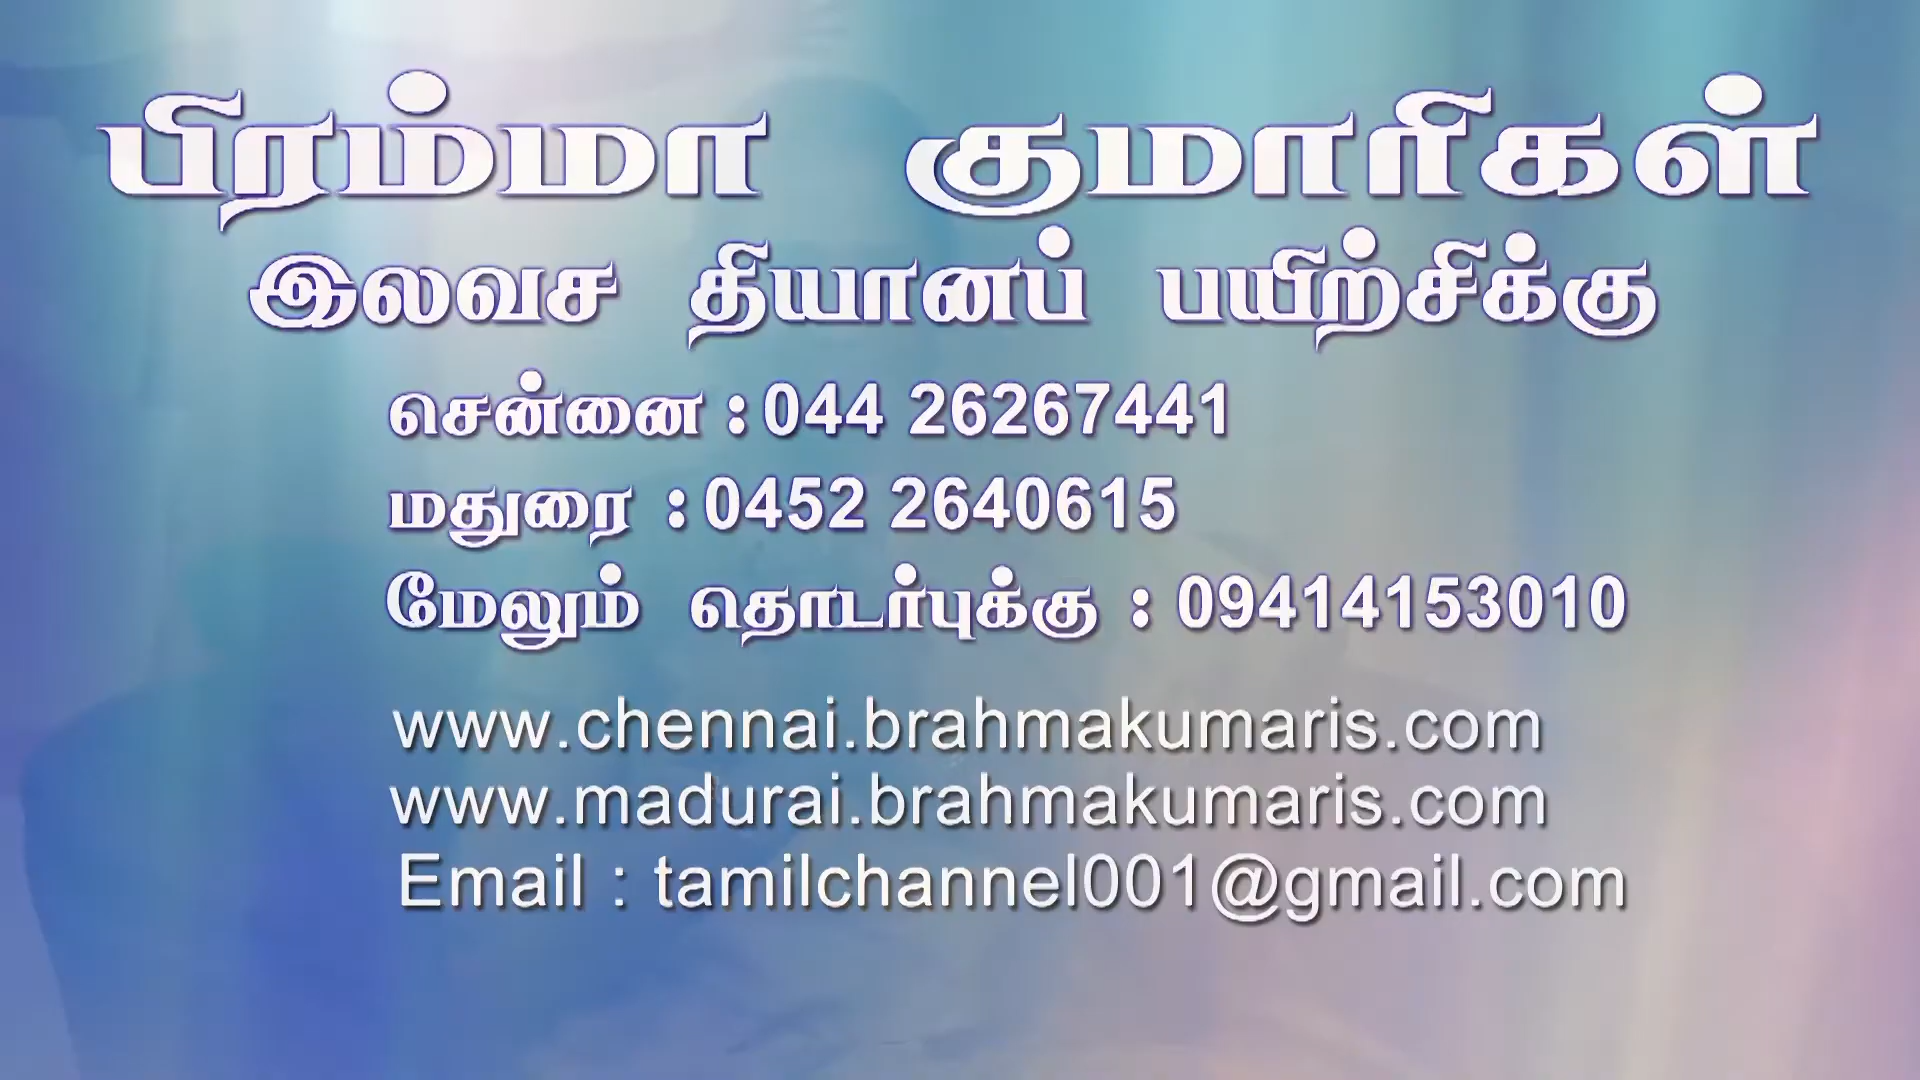 பிரம்மா குமாரிகள்
இலவச தியானப் பயிற்சிக்கு
சென்னை : 044 26267441
மதுரை : 0452 2640615
மேலும் தொடர்புக்கு : 09414153010
www.chennai.brahmakumaris.com
www.madurai.brahmakumaris.com
Email : tamilchannel001@gmail.com